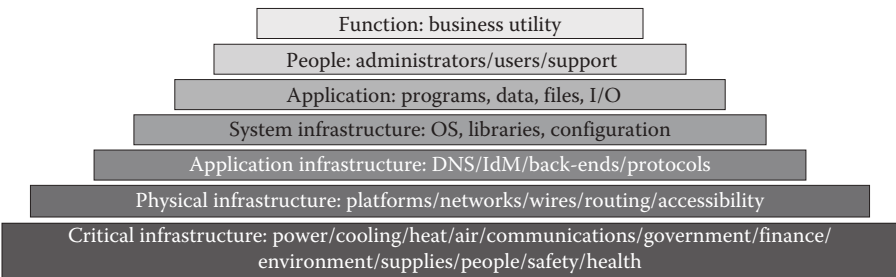 Function: business utility
People: administrators/users/support
Application: programs, data, files, I/O
System infrastructure: OS, libraries, configuration
Application infrastructure: DNS/IdM/back-ends/protocols
Physical infrastructure: platforms/networks/wires/routing/accessibility
Critical infrastructure: power/cooling/heat/air/communications/government/finance/
environment/supplies/people/safety/health